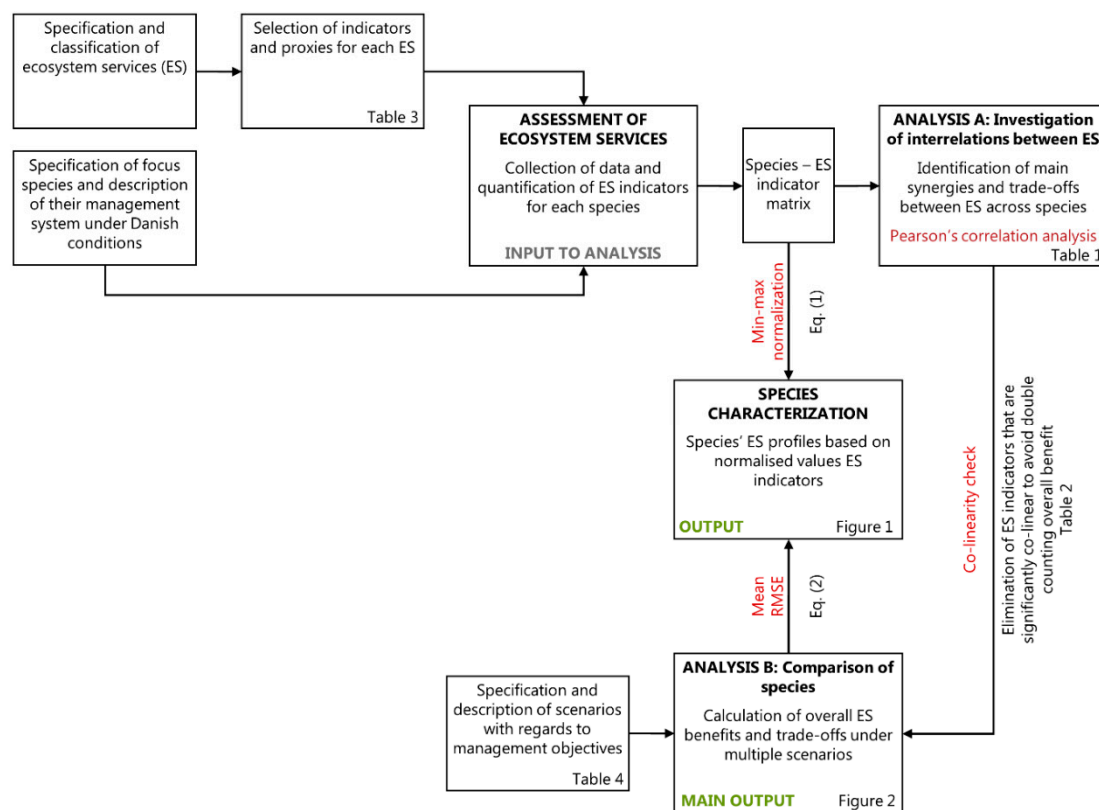 Specification and
classification of
ecosystem services (ES)
Selection of indicators
and proxies for each ES
Table 3
Specification of focus
species and description
of their management
system under Danish
conditions
ASSESSMENT OF
ECOSYSTEM SERVICES
Collection of data and
quantification of ES indicators
for each species
INPUT TO ANALYSIS
Species – ES
indicator
matrix
ANALYSIS A: Investigation
of interrelations between ES
Identification of main
synergies and trade-offs
between ES across species
Pearson's correlation analysis
Table 1
Min-max
normalization
Eq. (1)
SPECIES
CHARACTERIZATION
Species' ES profiles based on
normalised values ES
indicators
OUTPUT Figure 1
Co-linearity check
Elimination of ES indicators that are
significantly co-linear to avoid double
counting overall benefit
Table 2
Mean
RMSE
Eq. (2)
Specification and
description of scenarios
with regards to
management objectives
Table 4
ANALYSIS B: Comparison of
species
Calculation of overall ES
benefits and trade-offs under
multiple scenarios
MAIN OUTPUT Figure 2